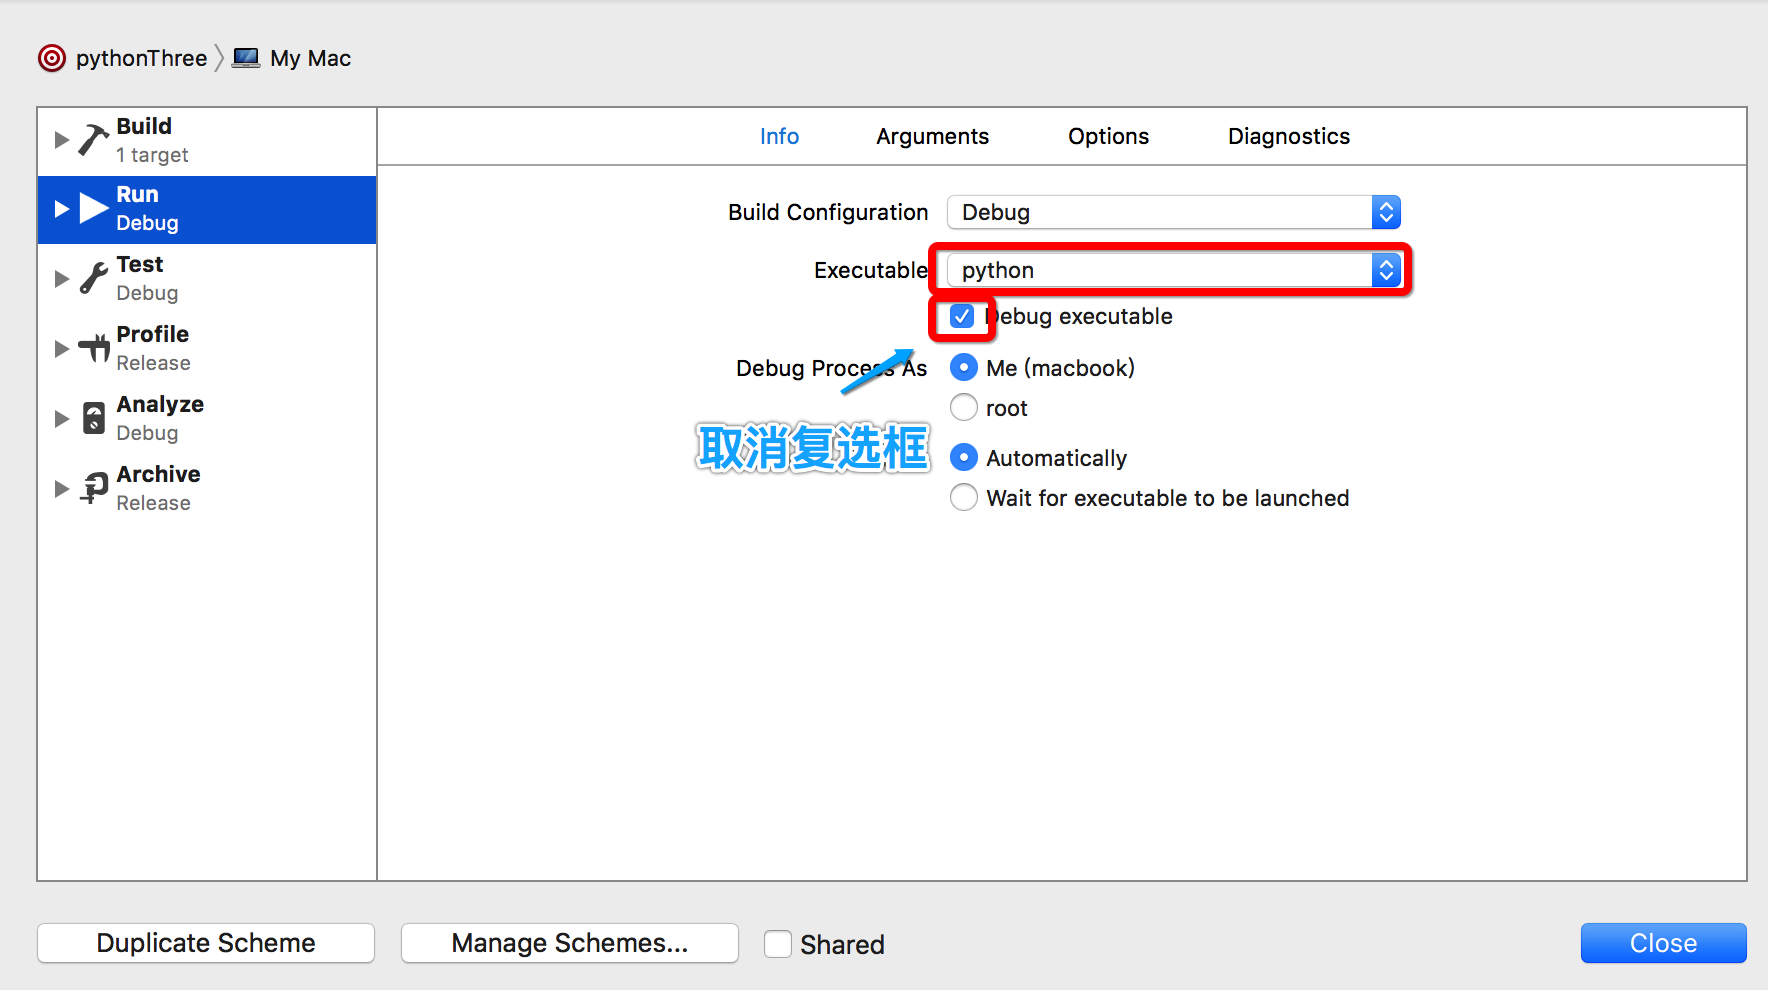 pythonThree
My Mac
Build
1 target
Run
Debug
Test
Debug
Profile
Release
Analyze
Debug
Archive
Release
Info Arguments Options Diagnostics
Build Configuration Debug
Executable python
Debug executable
Debug Process As Me (macbook)
root
取消复选框
Automatically
Wait for executable to be launched
Duplicate Scheme Manage Schemes... Shared Close